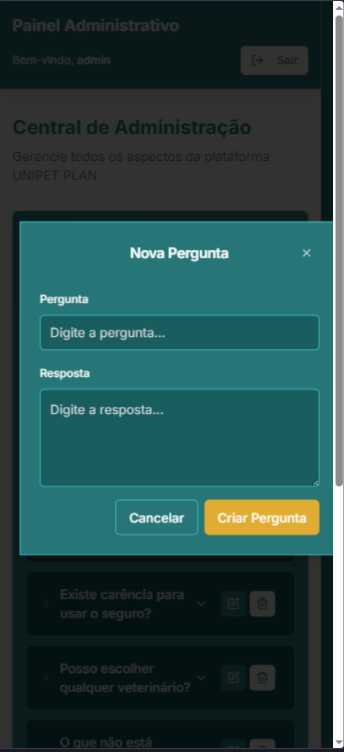 Painel Administrativo
Bem-vindo, admin
Sair
Central de Administração
Gerencie todos os aspectos da plataforma
UNIPET PLAN
Nova Pergunta
×
Pergunta
Digite a pergunta...
Resposta
Digite a resposta...
Cancelar
Criar Pergunta
Existe carência para
usar o seguro?
Posso escolher
qualquer veterinário?
O que não está